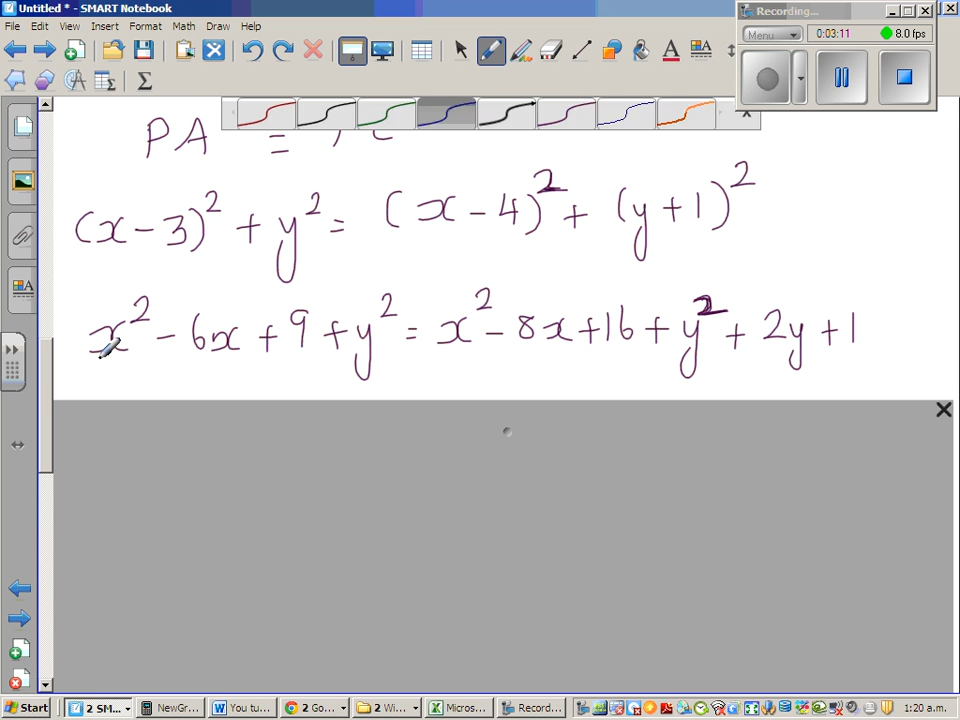 Untitled * - SMART Notebook
Recording...
File Edit View Insert Format Math Draw Help
Menu 0:03:11 8.0 fps
PA =
(x - 3)² + y² = (x - 4)² + (y + 1)²
x² - 6x + 9 + y² = x² - 8x + 16 + y² + 2y + 1
Start 2 SM... NewGr... You tu... 2 Go... 2 Wi... Micros... Record... 1:20 a.m.